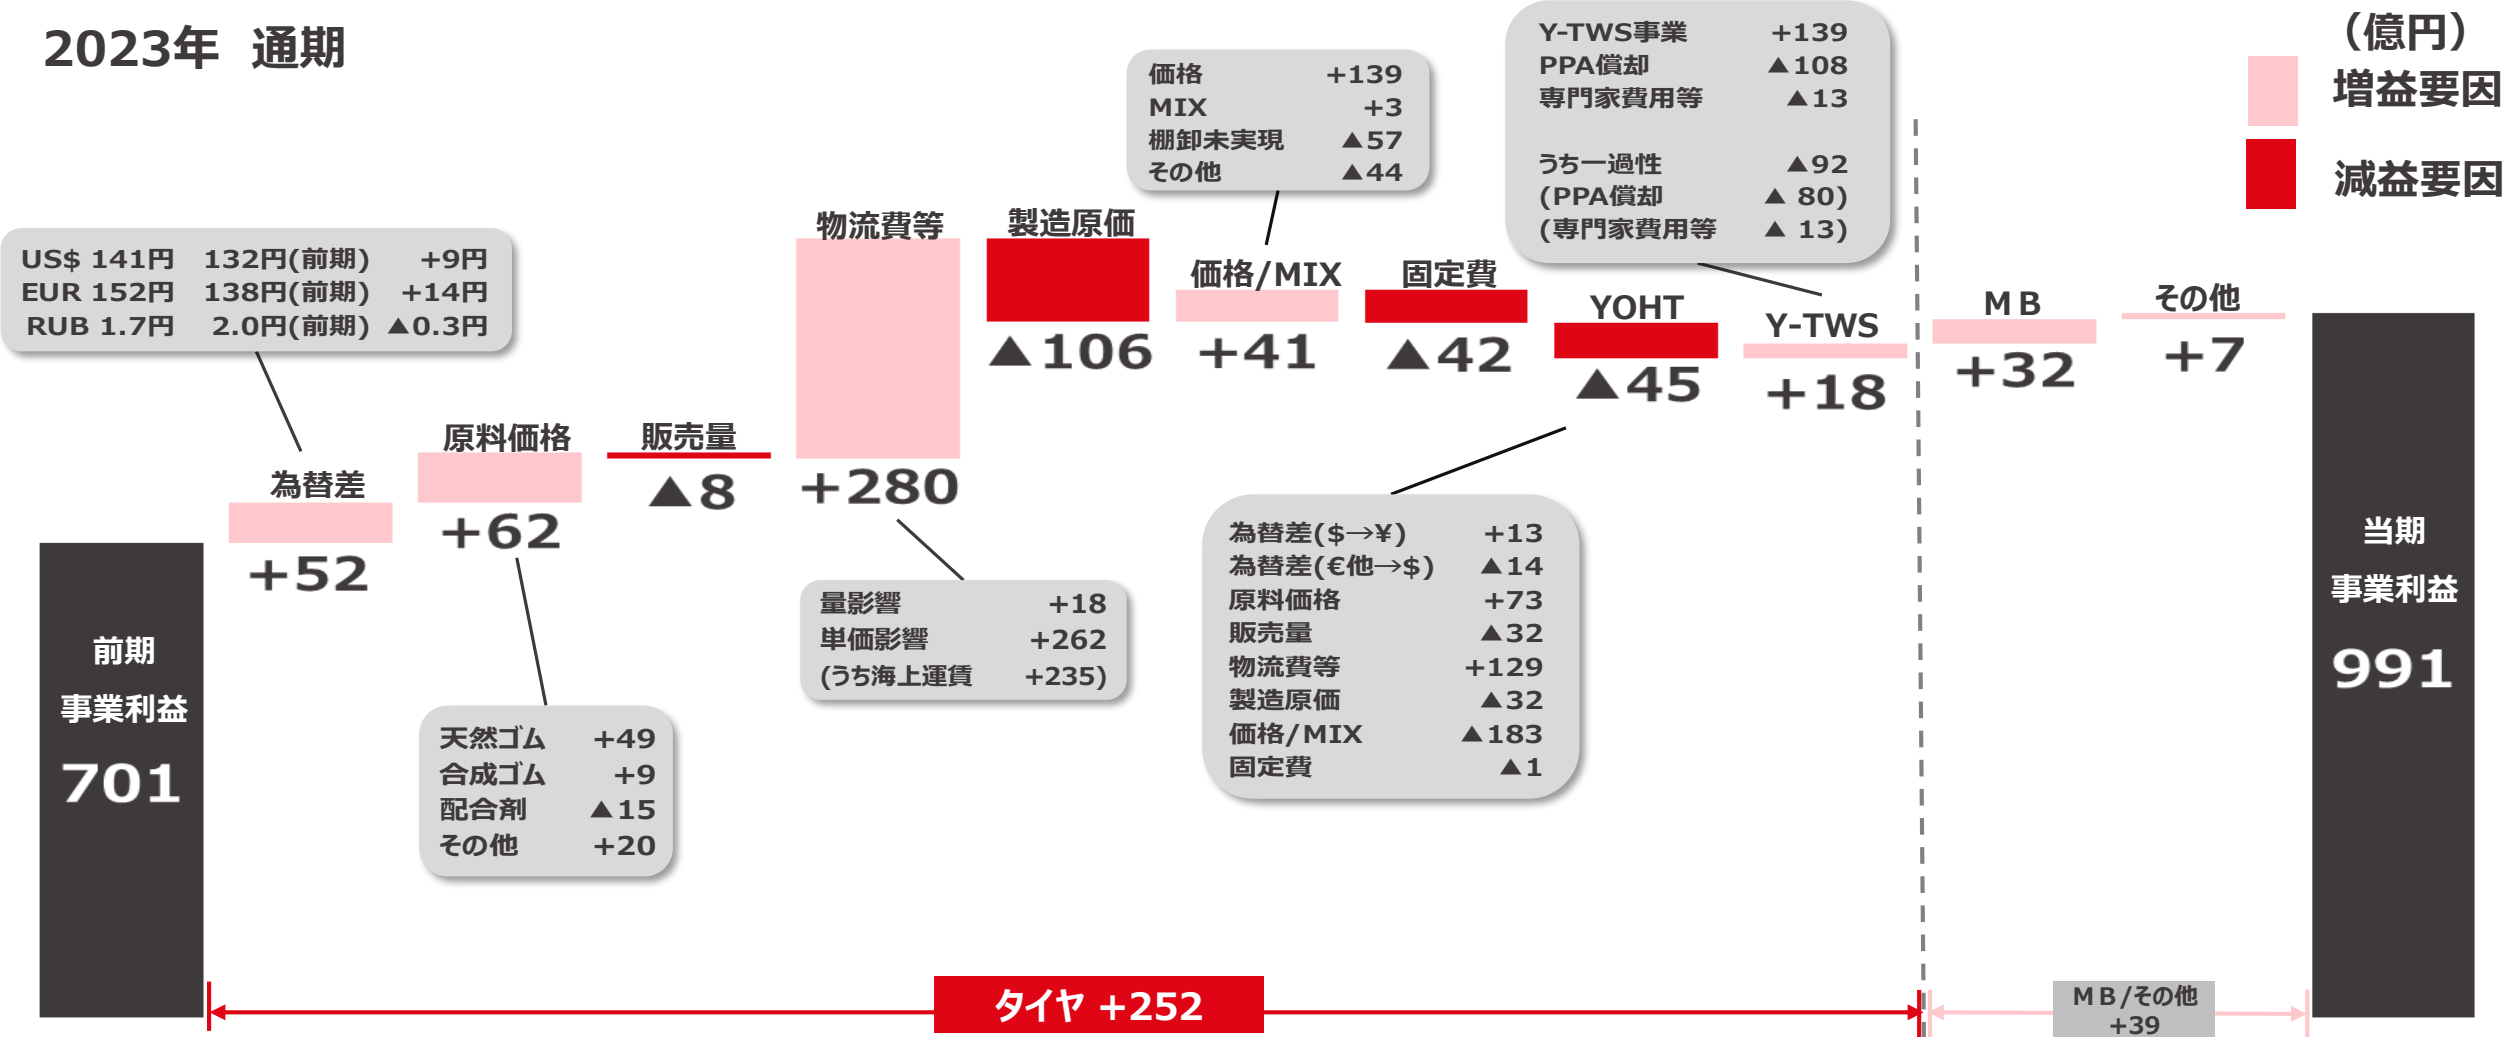 2023年 通期
(億円)
増益要因
減益要因
US$ 141円 132円(前期) +9円
EUR 152円 138円(前期) +14円
RUB 1.7円 2.0円(前期) ▲0.3円
価格 +139
MIX +3
棚卸未実現 ▲57
その他 ▲44
Y-TWS事業 +139
PPA償却 ▲108
専門家費用等 ▲13
うち一過性 ▲92
(PPA償却 ▲ 80)
(専門家費用等 ▲ 13)
前期
事業利益
701
為替差
+52
原料価格
+62
販売量
▲8
物流費等
+280
製造原価
▲106
価格/MIX
+41
固定費
▲42
YOHT
▲45
Y-TWS
+18
MB
+32
その他
+7
当期
事業利益
991
天然ゴム +49
合成ゴム +9
配合剤 ▲15
その他 +20
量影響 +18
単価影響 +262
(うち海上運賃 +235)
為替差($→¥) +13
為替差(€他→$) ▲14
原料価格 +73
販売量 ▲32
物流費等 +129
製造原価 ▲32
価格/MIX ▲183
固定費 ▲1
タイヤ +252
MB/その他
+39